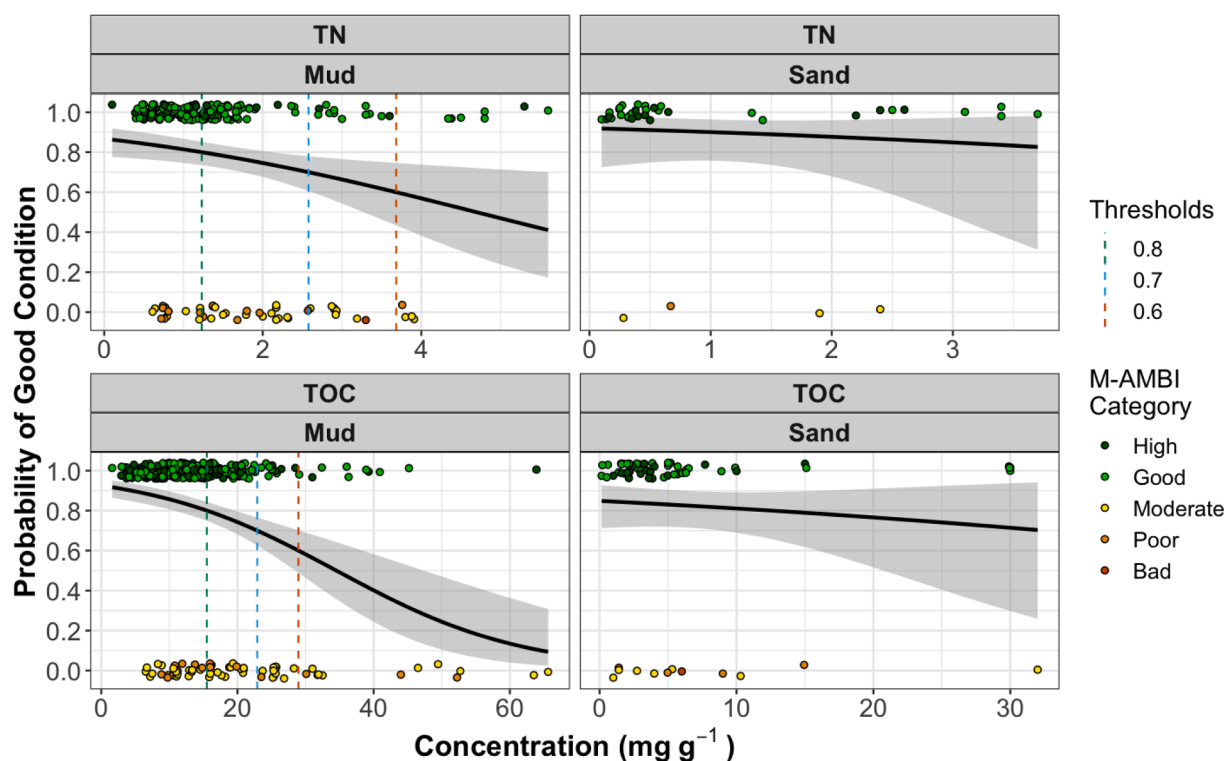 TN
TN
Mud
Sand
1.0
0.8
0.6
0.4
0.2
0.0
0
2
4
0
1
2
3
TOC
TOC
Mud
Sand
1.0
0.8
0.6
0.4
0.2
0.0
0
20
40
60
0
10
20
30
Probability of Good Condition
Concentration (mg g⁻¹ )
Thresholds
0.8
0.7
0.6
M-AMBI
Category
High
Good
Moderate
Poor
Bad